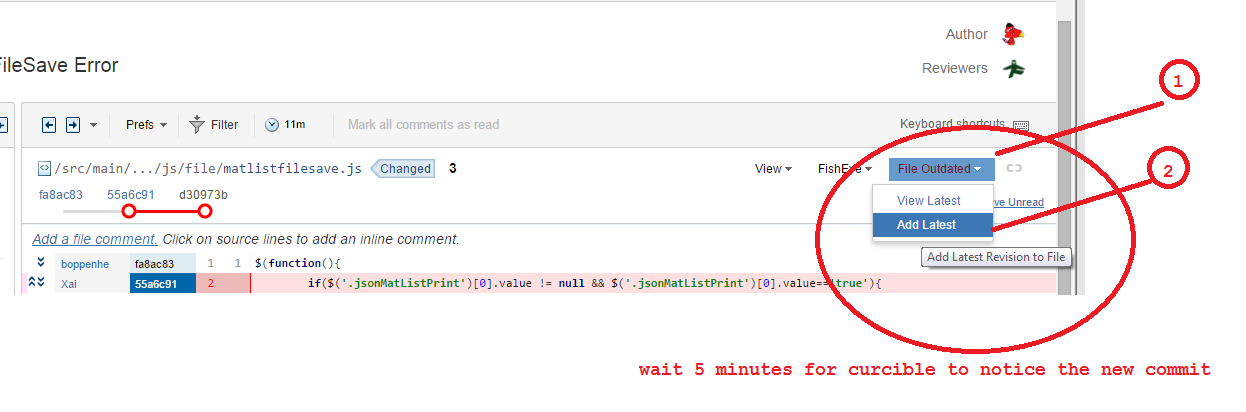 Author
FileSave Error
Reviewers
1
Prefs Filter 11m Mark all comments as read Keyboard shortcuts
/src/main/.../js/file/matlistfilesave.js Changed 3 View FishEye File Outdated
2
fa8ac83 55a6c91 d30973b View Latest ve Unread
Add Latest
Add a file comment. Click on source lines to add an inline comment.
Add Latest Revision to File
boppenhe fa8ac83 1 1 $(function(){
Xai 55a6c91 2 if($('.jsonMatListPrint')[0].value != null && $('.jsonMatListPrint')[0].value=='true'){
wait 5 minutes for curcible to notice the new commit